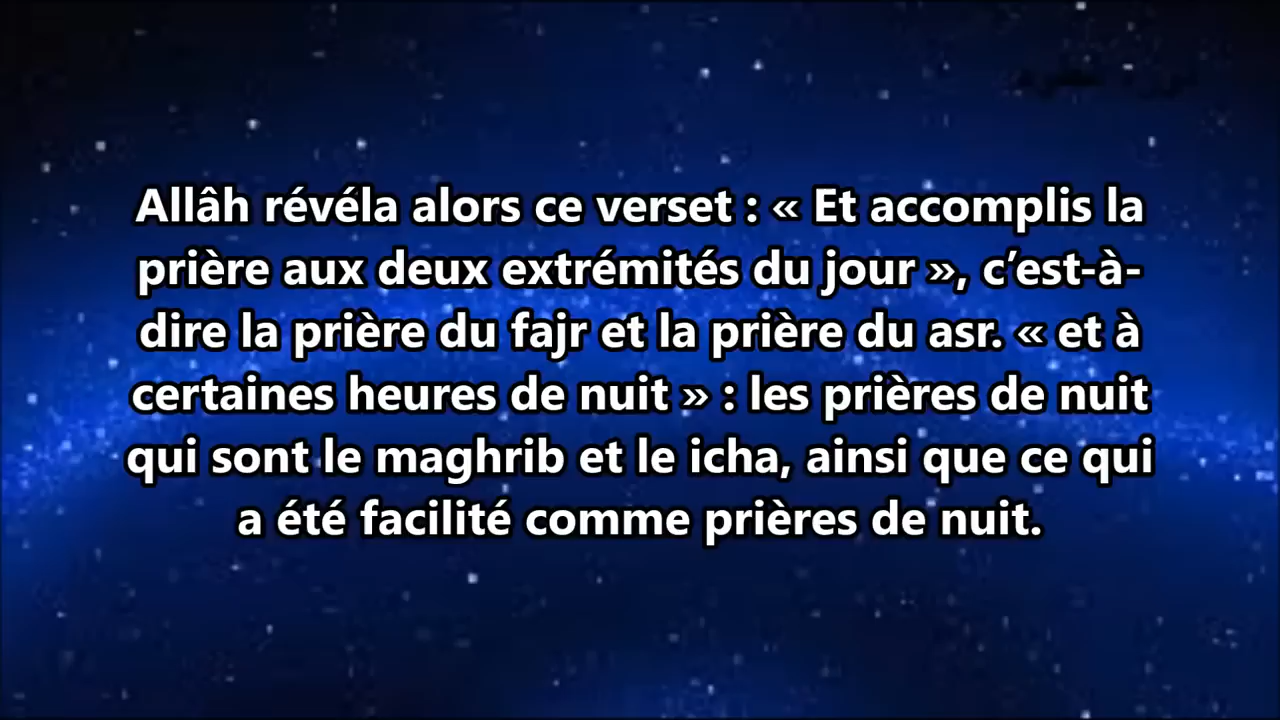 Allâh révéla alors ce verset : « Et accomplis la
prière aux deux extrémités du jour », c’est-à-
dire la prière du fajr et la prière du asr. « et à
certaines heures de nuit » : les prières de nuit
qui sont le maghrib et le icha, ainsi que ce qui
a été facilité comme prières de nuit.